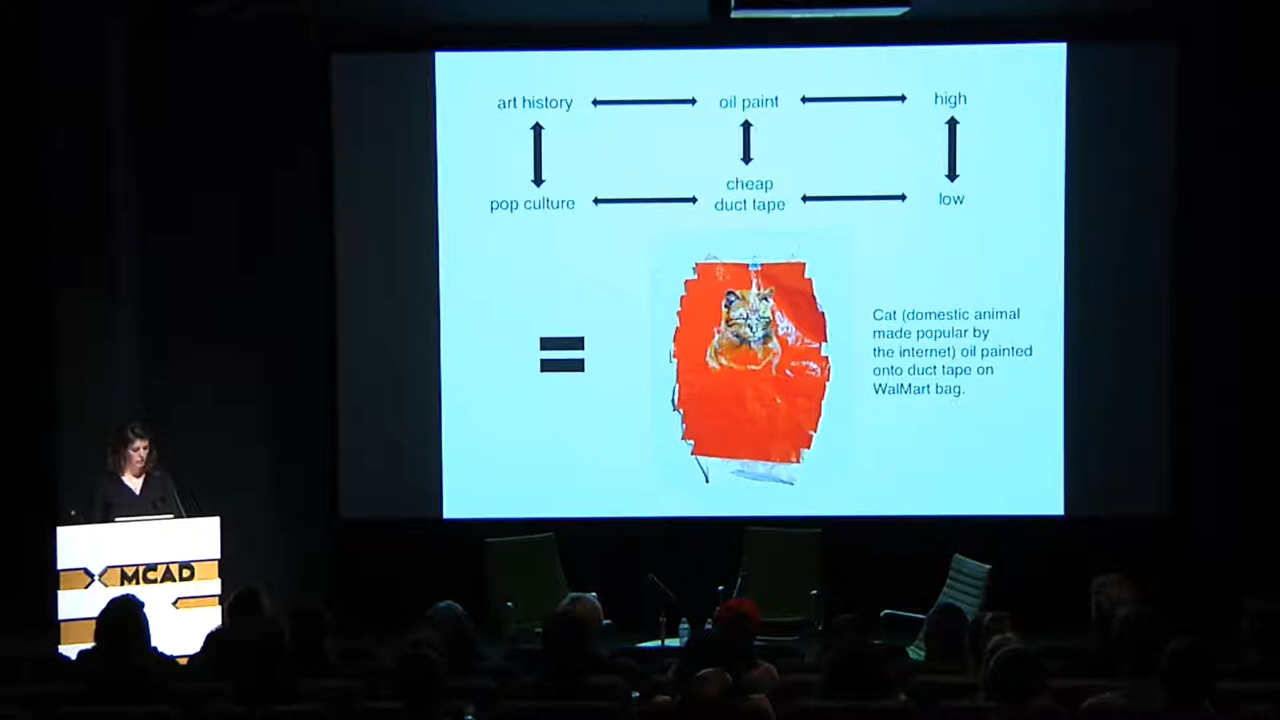 art history
oil paint
high
pop culture
cheap
duct tape
low
Cat (domestic animal
made popular by
the internet) oil painted
onto duct tape on
WalMart bag.
MCAD